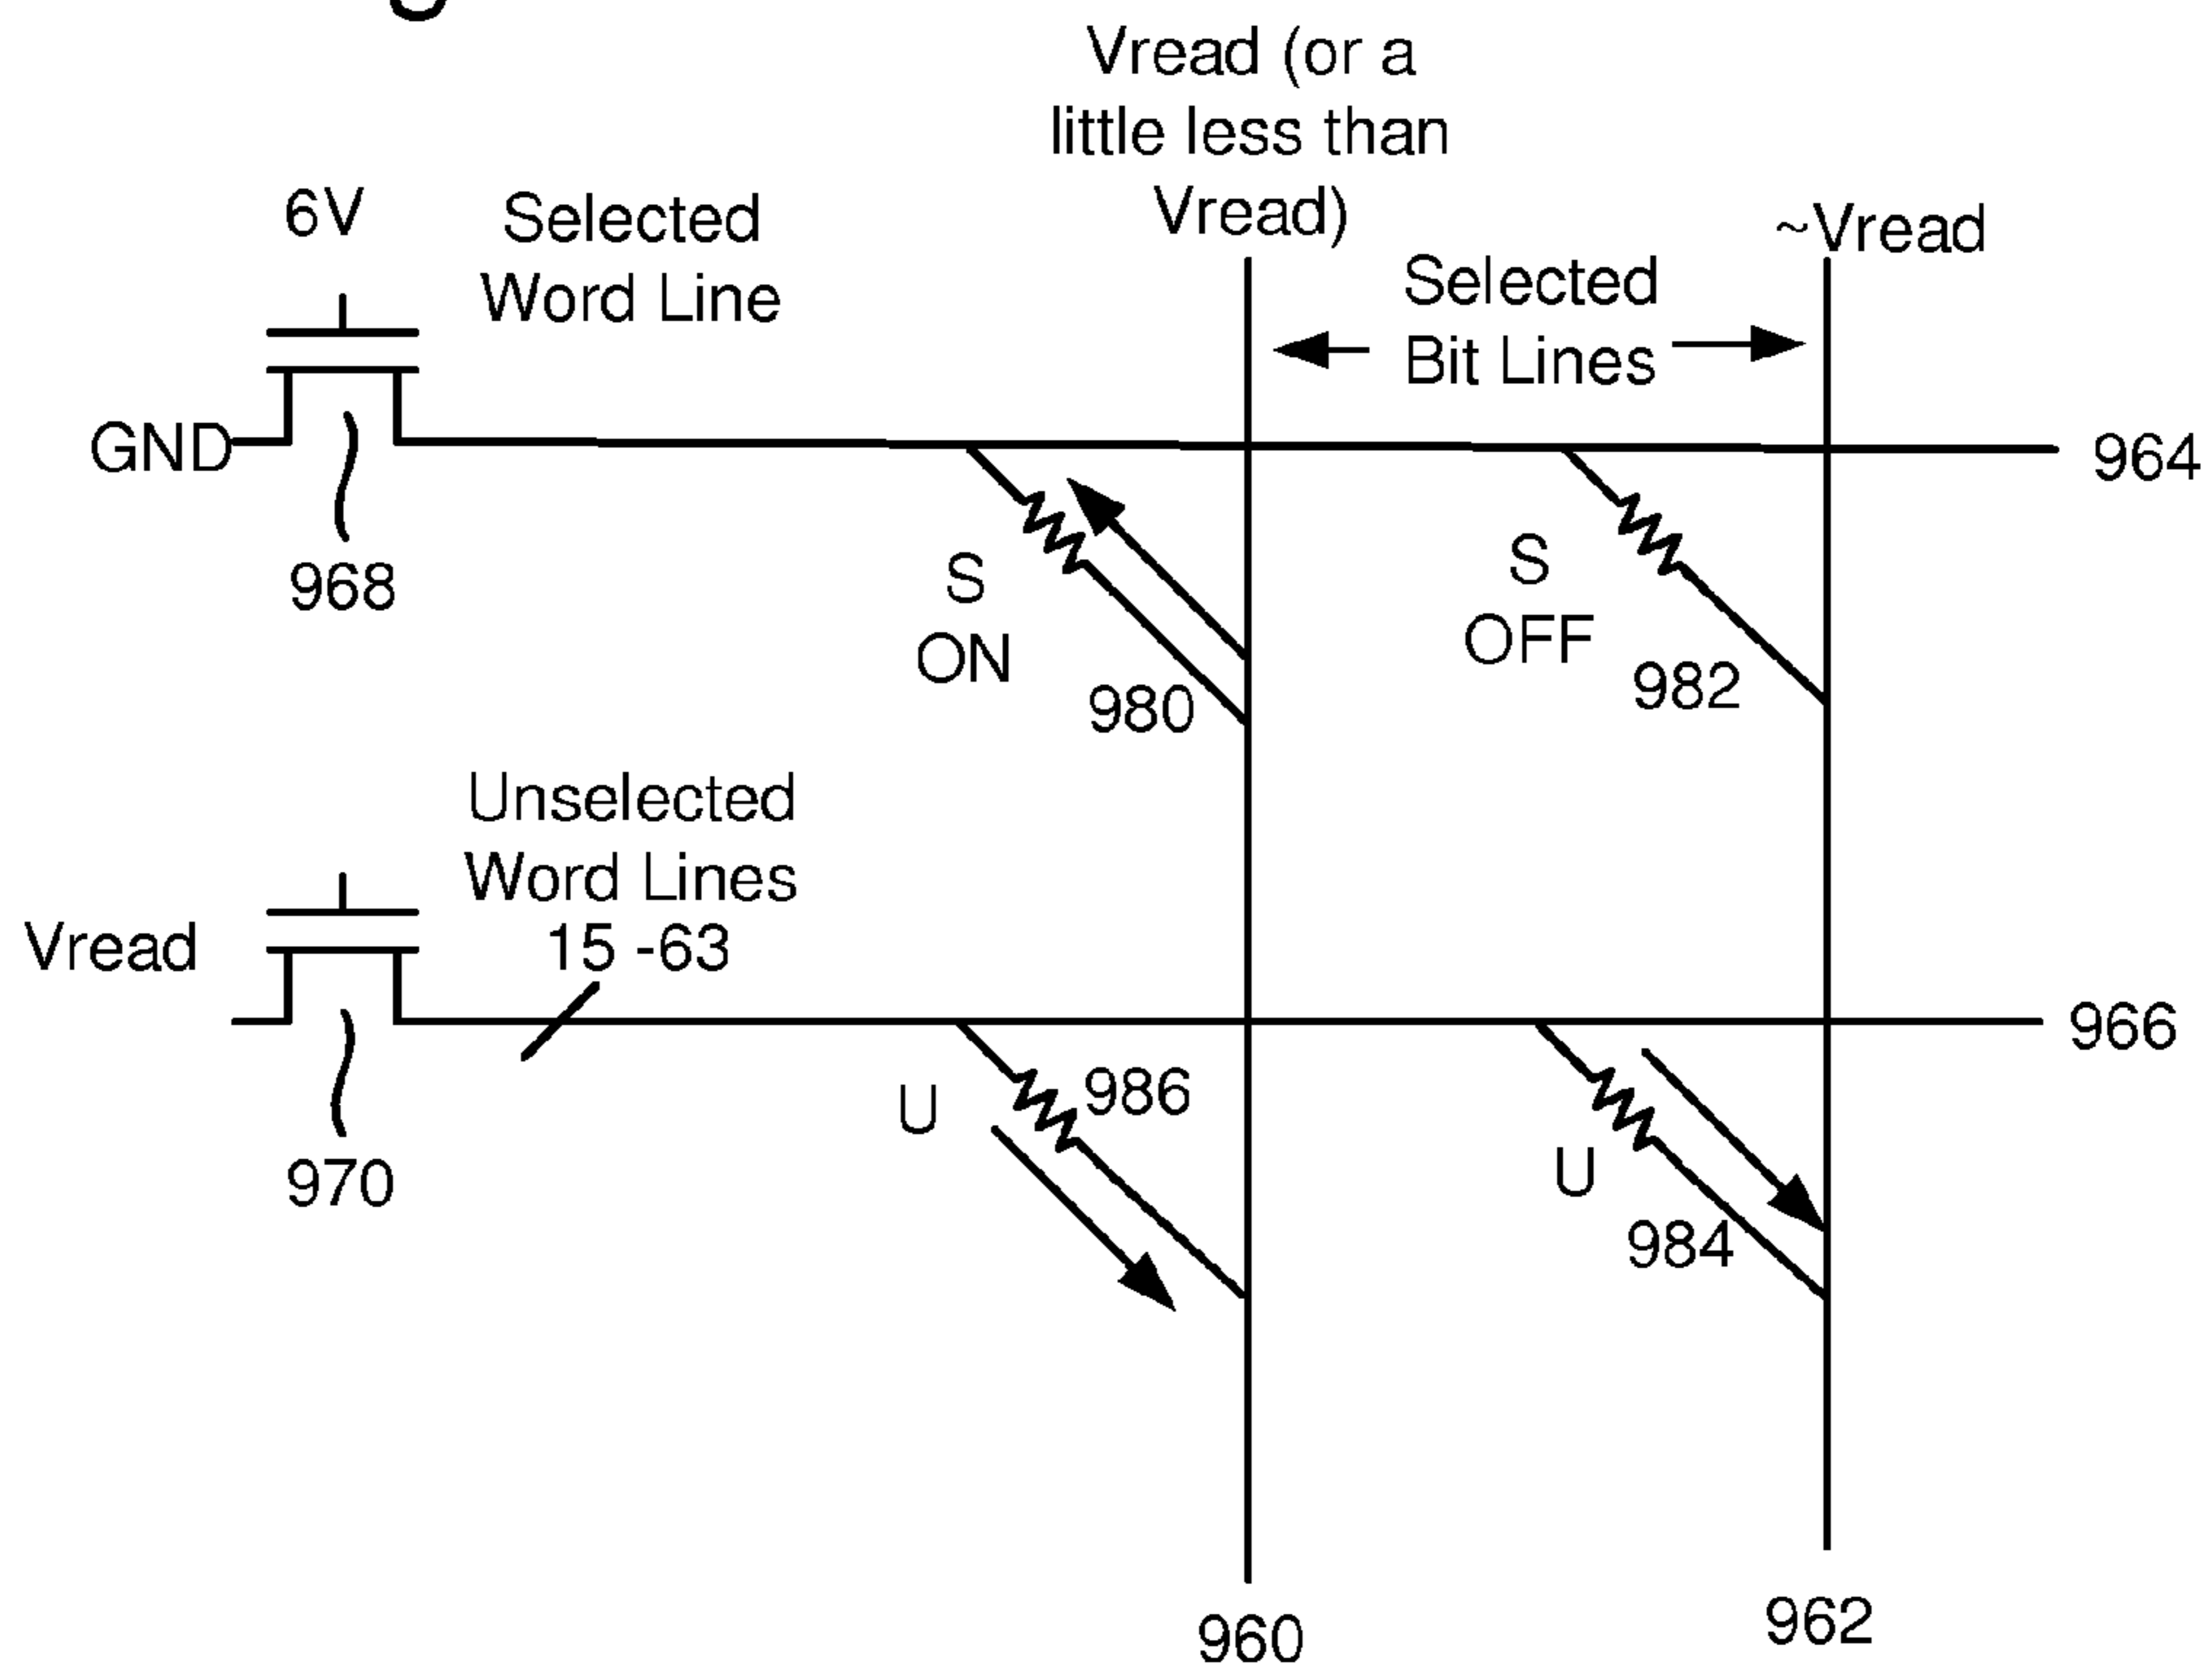 Vread (or a
little less than
Vread)
6V
Selected
Word Line
~Vread
Selected
Bit Lines
GND
964
968
S
ON
980
S
OFF
982
Unselected
Word Lines
15 -63
Vread
966
970
U
986
U
984
960
962